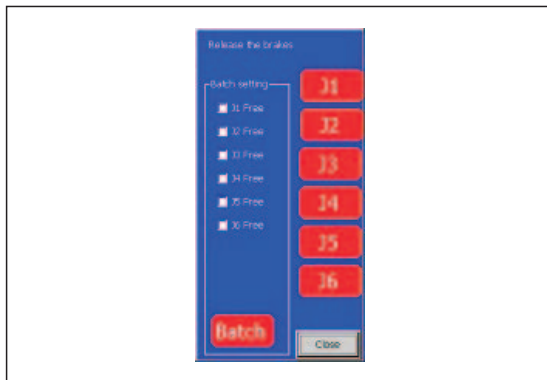 Release the brakes
Batch setting
J1 Free
J2 Free
J3 Free
J4 Free
J5 Free
J6 Free
Batch
J1
J2
J3
J4
J5
J6
Close